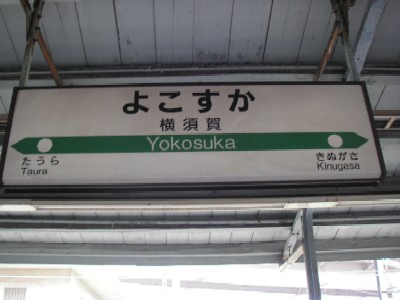 よこすか
横須賀
Yokosuka
たうら
Taura
きぬがさ
Kinugasa